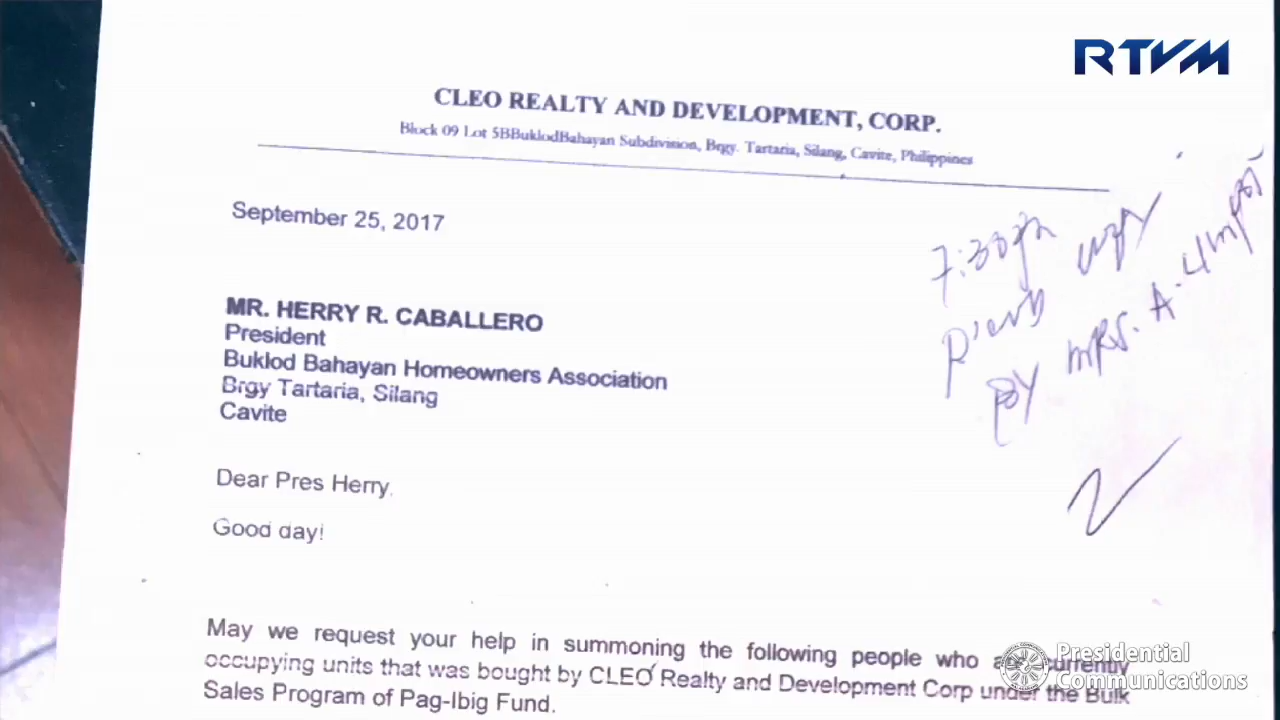 RTVM
CLEO REALTY AND DEVELOPMENT, CORP.
Block 09 Lot 5BBuklodBahayan Subdivision, Brgy. Tartaria, Silang, Cavite, Philippines
September 25, 2017
7:30pm
MR. HERRY R. CABALLERO
President
Buklod Bahayan Homeowners Association
Brgy Tartaria, Silang
Cavite
BY MRS. A.
Dear Pres Herry,
Good day!
May we request your help in summoning the following people who are currently
occupying units that was bought by CLEO Realty and Development Corp under the Bulk
Sales Program of Pag-Ibig Fund.
Presidential
Communications